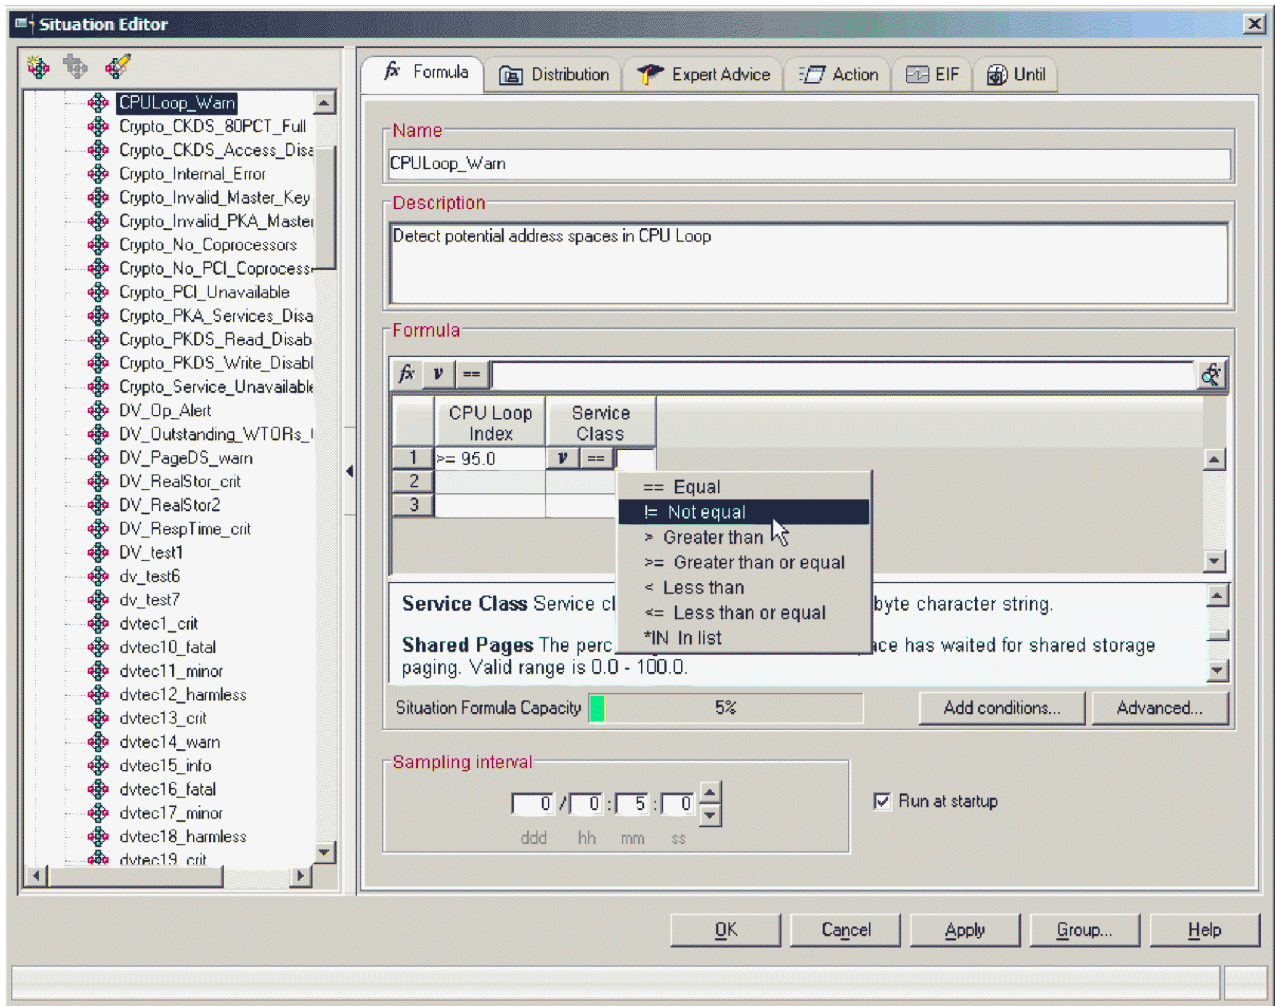 Situation Editor
CPULoop_Warn
Crypto_CKDS_80PCT_Full
Crypto_CKDS_Access_Disa
Crypto_Internal_Error
Crypto_Invalid_Master_Key
Crypto_Invalid_PKA_Master
Crypto_No_Coprocessors
Crypto_No_PCI_Coprocess
Crypto_PCI_Unavailable
Crypto_PKA_Services_Disa
Crypto_PKDS_Read_Disab
Crypto_PKDS_Write_Disabl
Crypto_Service_Unavailable
DV_Op_Alert
DV_Outstanding_WTORs_
DV_PageDS_warn
DV_RealStor_crit
DV_RealStor2
DV_RespTime_crit
DV_test1
dv_test6
dv_test7
dvtec1_crit
dvtec10_fatal
dvtec11_minor
dvtec12_harmless
dvtec13_crit
dvtec14_warn
dvtec15_info
dvtec16_fatal
dvtec17_minor
dvtec18_harmless
dvtec19_crit
fx Formula Distribution Expert Advice Action EIF Until
Name
CPULoop_Warn
Description
Detect potential address spaces in CPU Loop
Formula
fx v ==
CPU Loop Index Service Class
1 >= 95.0 v ==
2
3
== Equal
!= Not equal
> Greater than
>= Greater than or equal
< Less than
<= Less than or equal
*IN In list
Service Class Service cl byte character string.
Shared Pages The perc ace has waited for shared storage
paging. Valid range is 0.0 - 100.0.
Situation Formula Capacity 5% Add conditions... Advanced...
Sampling interval
0 / 0 : 5 : 0
ddd hh mm ss
Run at startup
OK Cancel Apply Group... Help